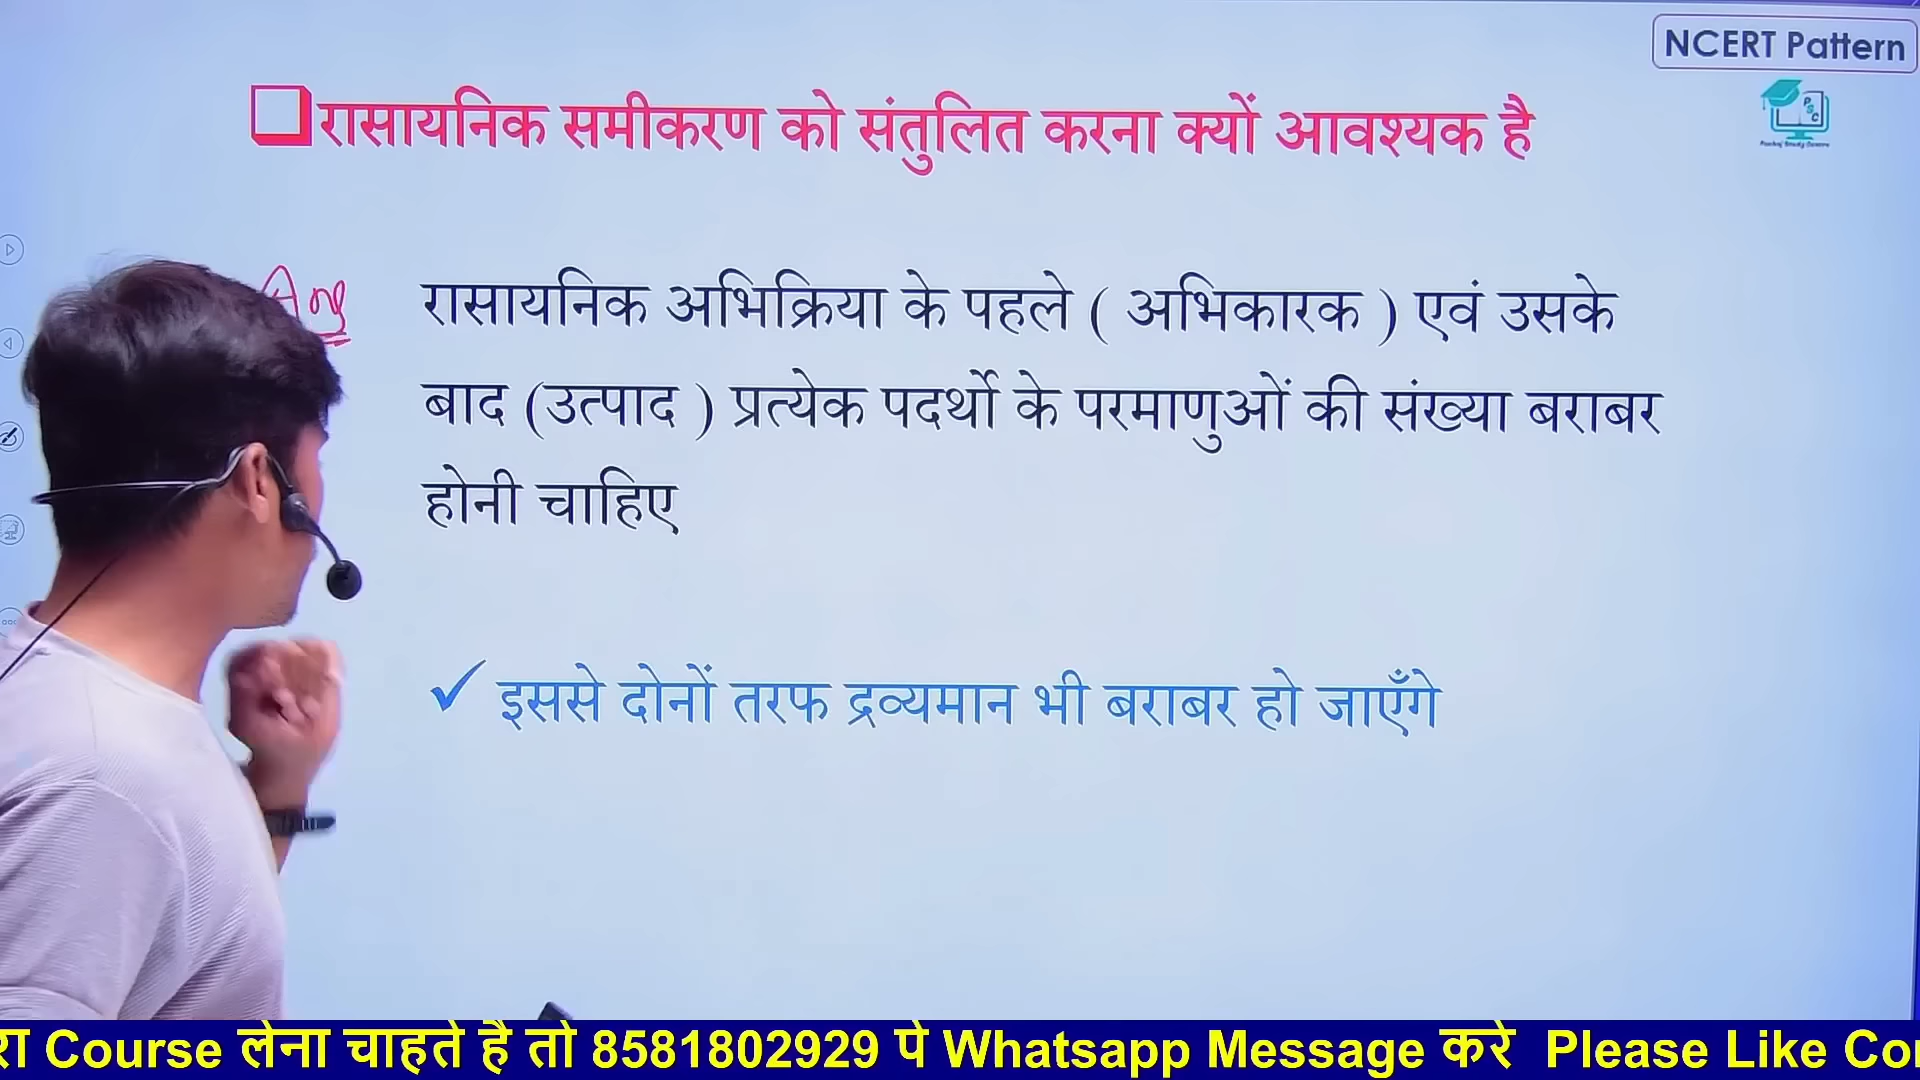 NCERT Pattern
रासायनिक समीकरण को संतुलित करना क्यों आवश्यक है
Ans
रासायनिक अभिक्रिया के पहले ( अभिकारक ) एवं उसके
बाद (उत्पाद ) प्रत्येक पदर्थो के परमाणुओं की संख्या बराबर
होनी चाहिए
✓ इससे दोनों तरफ द्रव्यमान भी बराबर हो जाएँगे
Course लेना चाहते है तो 8581802929 पे Whatsapp Message करे Please Like